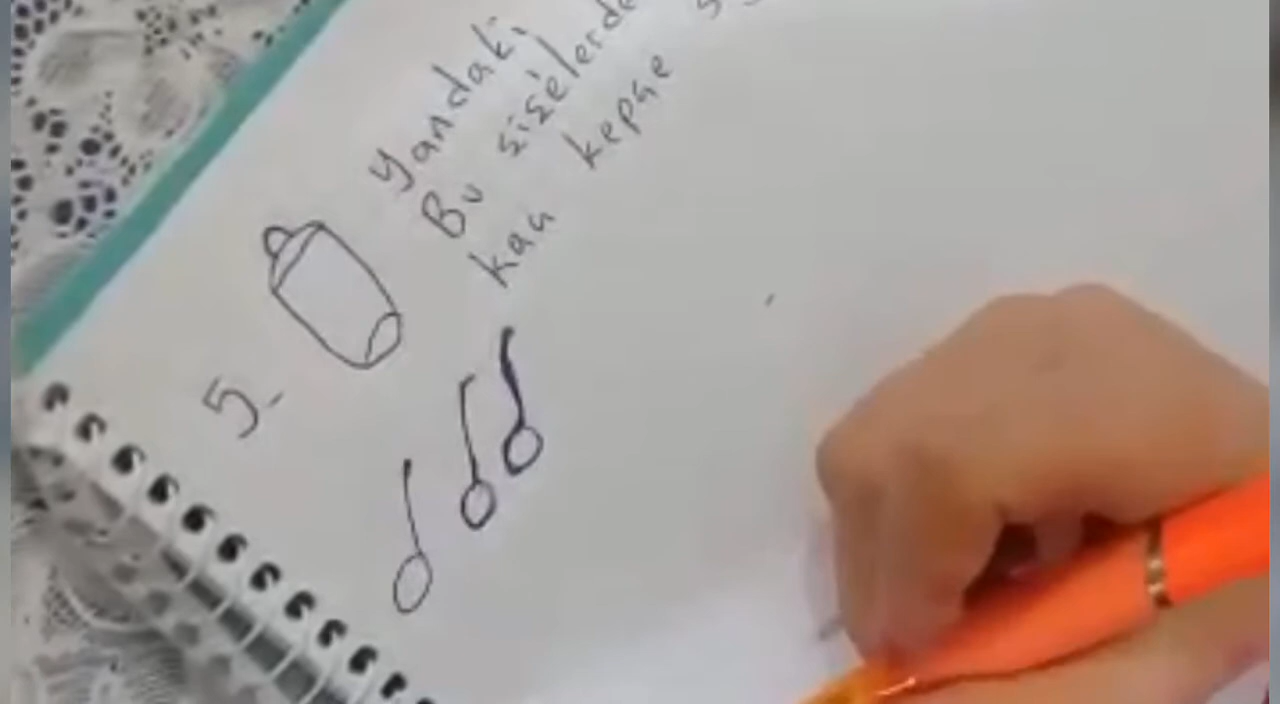 5-
Yandaki
Bu şişelerde
kaç kepçe